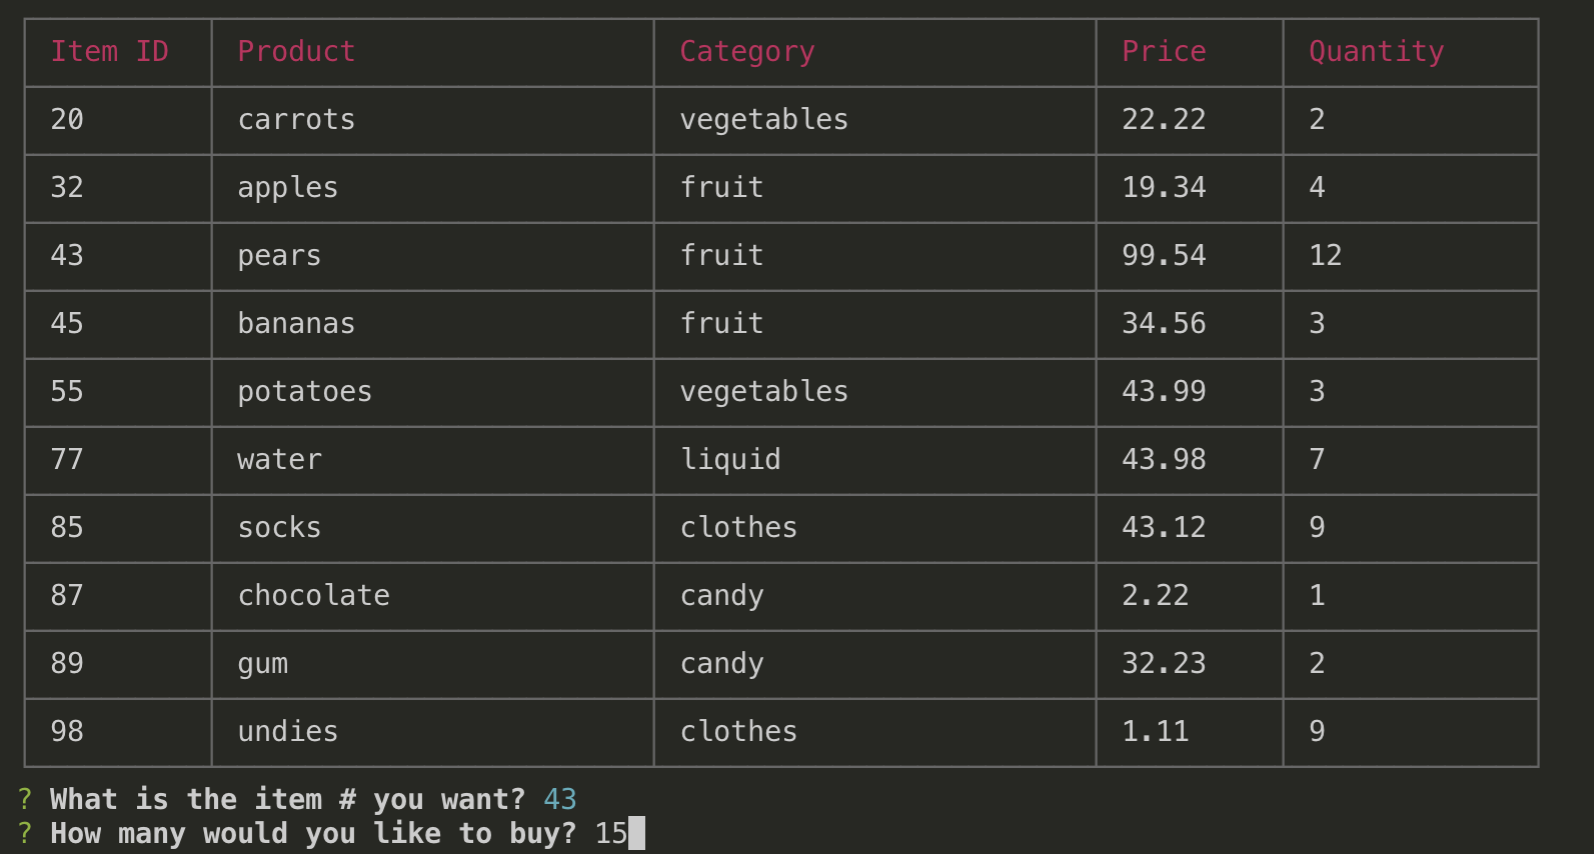 Item ID Product Category Price Quantity
20 carrots vegetables 22.22 2
32 apples fruit 19.34 4
43 pears fruit 99.54 12
45 bananas fruit 34.56 3
55 potatoes vegetables 43.99 3
77 water liquid 43.98 7
85 socks clothes 43.12 9
87 chocolate candy 2.22 1
89 gum candy 32.23 2
98 undies clothes 1.11 9
? What is the item # you want? 43
? How many would you like to buy? 15